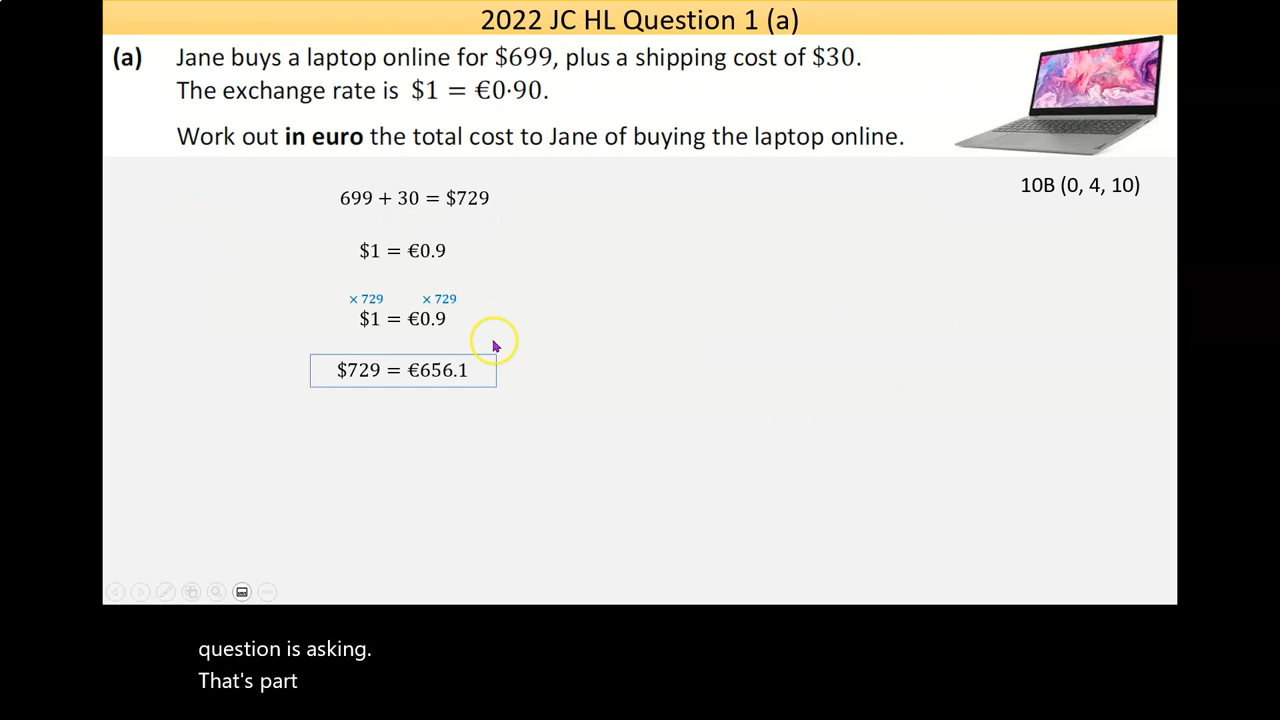 2022 JC HL Question 1 (a)
(a) Jane buys a laptop online for $699, plus a shipping cost of $30.
The exchange rate is $1 = €0·90.
Work out in euro the total cost to Jane of buying the laptop online.
10B (0, 4, 10)
699 + 30 = $729
$1 = €0.9
× 729 × 729
$1 = €0.9
$729 = €656.1
question is asking.
That's part